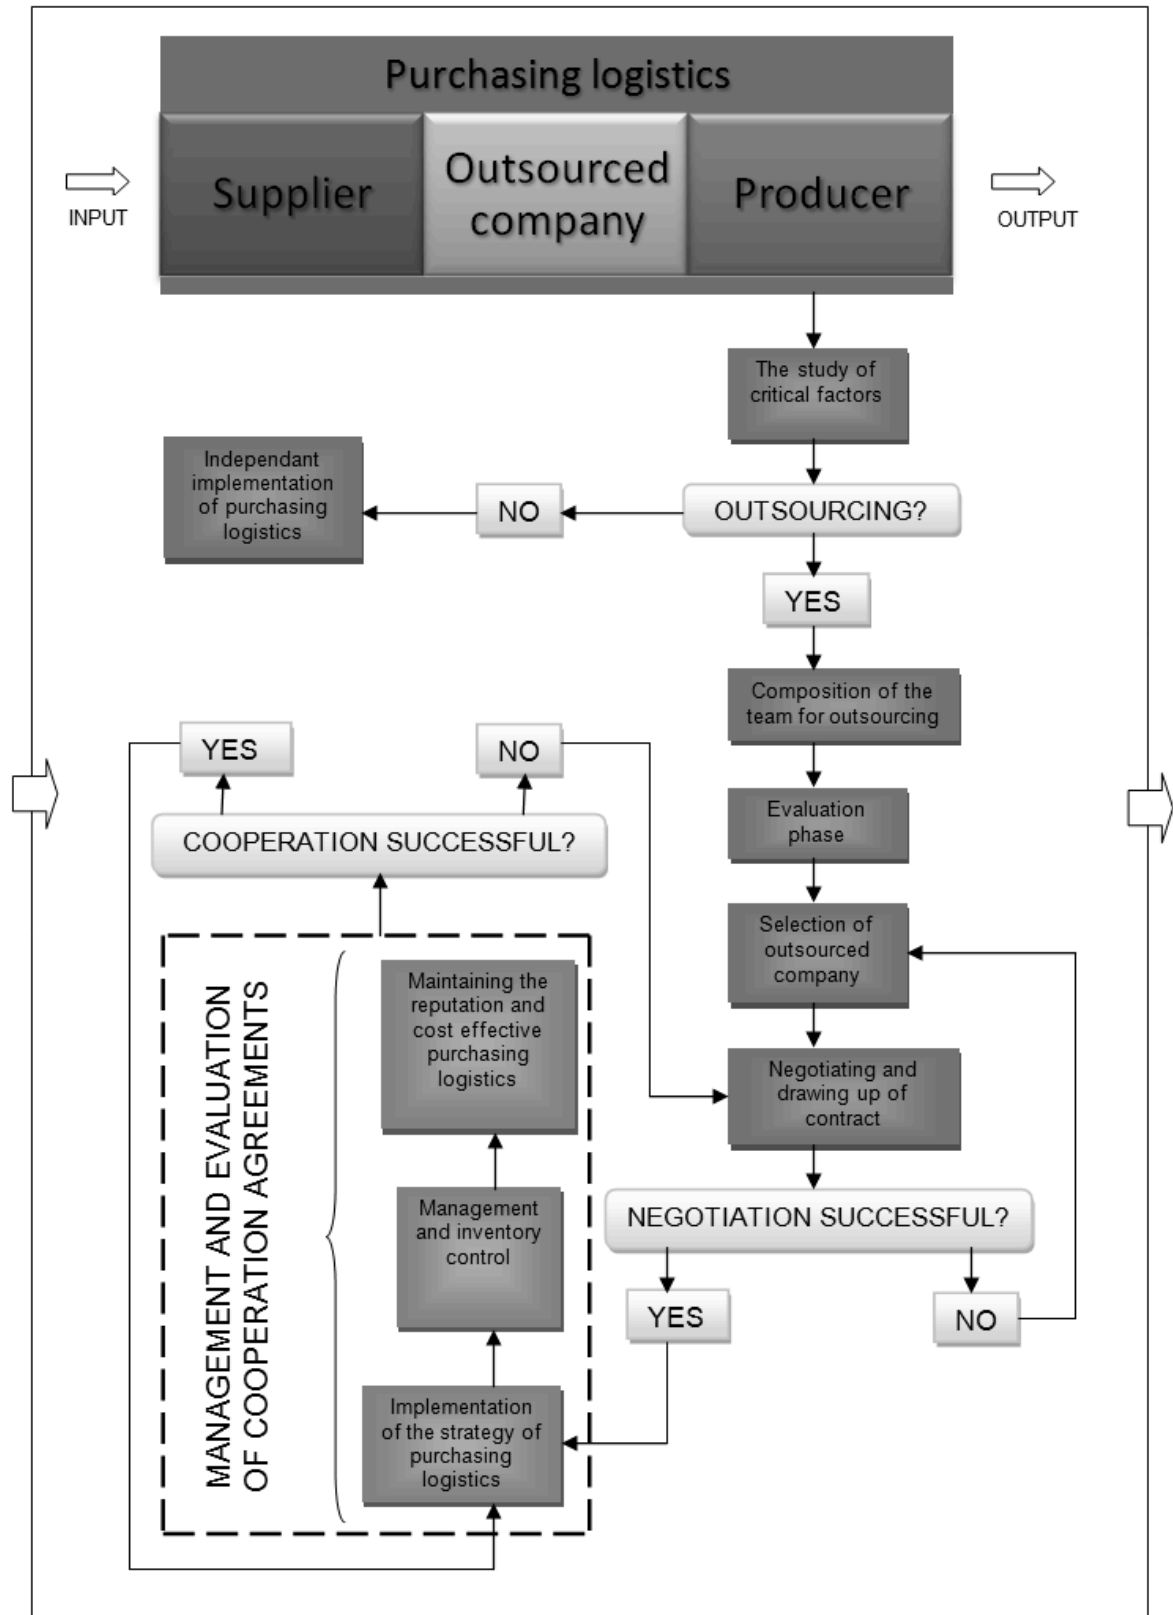 Purchasing logistics
Supplier
Outsourced
company
Producer
INPUT
OUTPUT
The study of
critical factors
Independant
implementation
of purchasing
logistics
NO
OUTSOURCING?
YES
Composition of the
team for outsourcing
YES
NO
Evaluation
phase
COOPERATION SUCCESSFUL?
Selection of
outsourced
company
MANAGEMENT AND EVALUATION
OF COOPERATION AGREEMENTS
Maintaining the
reputation and
cost effective
purchasing
logistics
Negotiating and
drawing up of
contract
Management
and inventory
control
NEGOTIATION SUCCESSFUL?
YES
NO
Implementation
of the strategy of
purchasing
logistics